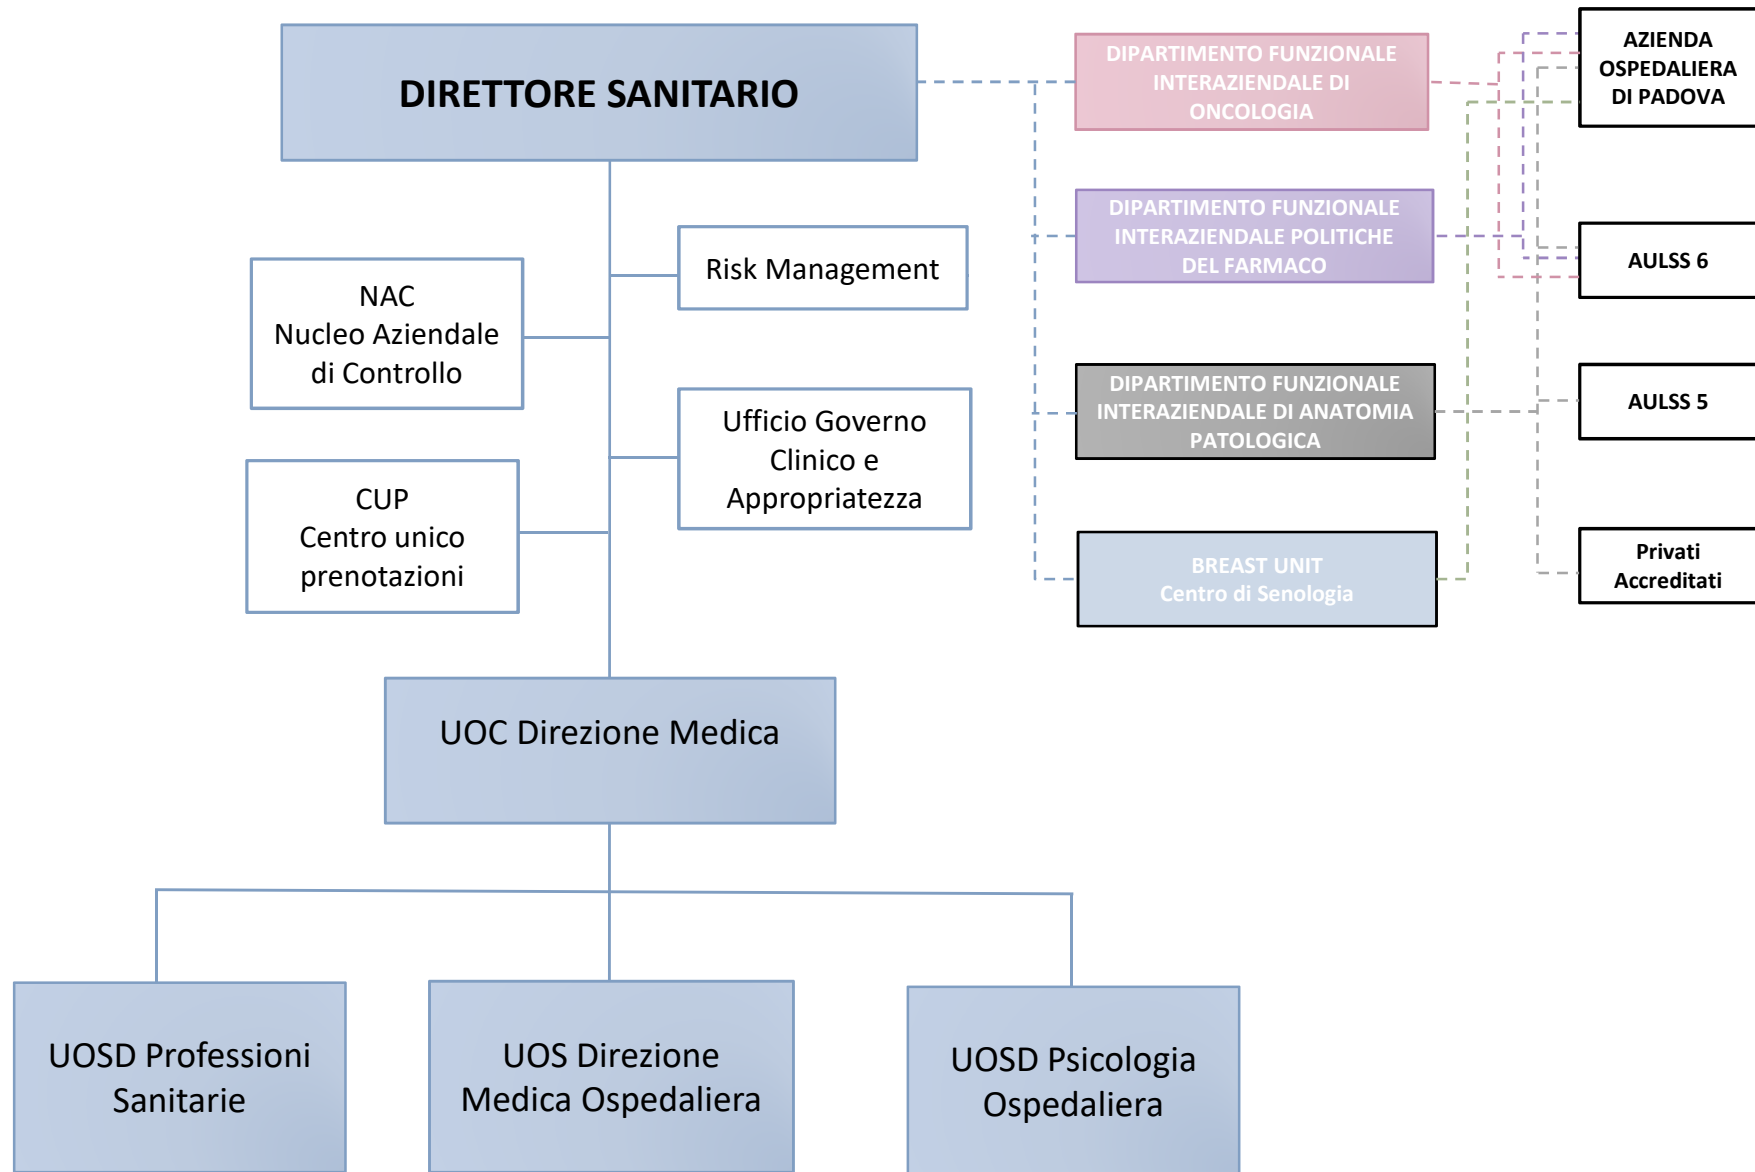 DIRETTORE SANITARIO
NAC
Nucleo Aziendale
di Controllo
Risk Management
CUP
Centro unico
prenotazioni
Ufficio Governo
Clinico e
Appropriatezza
UOC Direzione Medica
UOSD Professioni
Sanitarie
UOS Direzione
Medica Ospedaliera
UOSD Psicologia
Ospedaliera
DIPARTIMENTO FUNZIONALE
INTERAZIENDALE DI
ONCOLOGIA
DIPARTIMENTO FUNZIONALE
INTERAZIENDALE POLITICHE
DEL FARMACO
DIPARTIMENTO FUNZIONALE
INTERAZIENDALE DI ANATOMIA
PATOLOGICA
BREAST UNIT
Centro di Senologia
AZIENDA
OSPEDALIERA
DI PADOVA
AULSS 6
AULSS 5
Privati
Accreditati